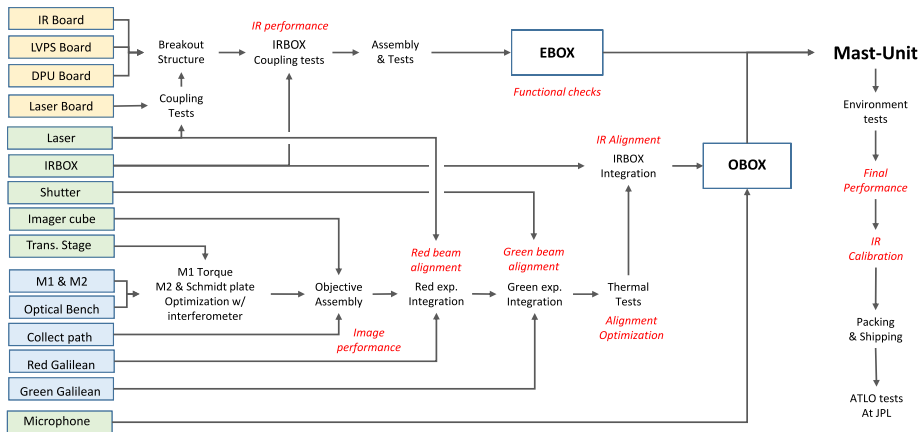 IR Board
LVPS Board
DPU Board
Laser Board
Laser
IRBOX
Shutter
Imager cube
Trans. Stage
M1 & M2
Optical Bench
Collect path
Red Galilean
Green Galilean
Microphone
Breakout
Structure
Coupling
Tests
IR performance
IRBOX
Coupling tests
Assembly
& Tests
EBOX
Functional checks
M1 Torque
M2 & Schmidt plate
Optimization w/
interferometer
Objective
Assembly
Image
performance
Red beam
alignment
Red exp.
Integration
Green beam
alignment
Green exp.
Integration
IR Alignment
IRBOX
Integration
Thermal
Tests
Alignment
Optimization
OBOX
Mast-Unit
Environment
tests
Final
Performance
IR
Calibration
Packing
& Shipping
ATLO tests
At JPL